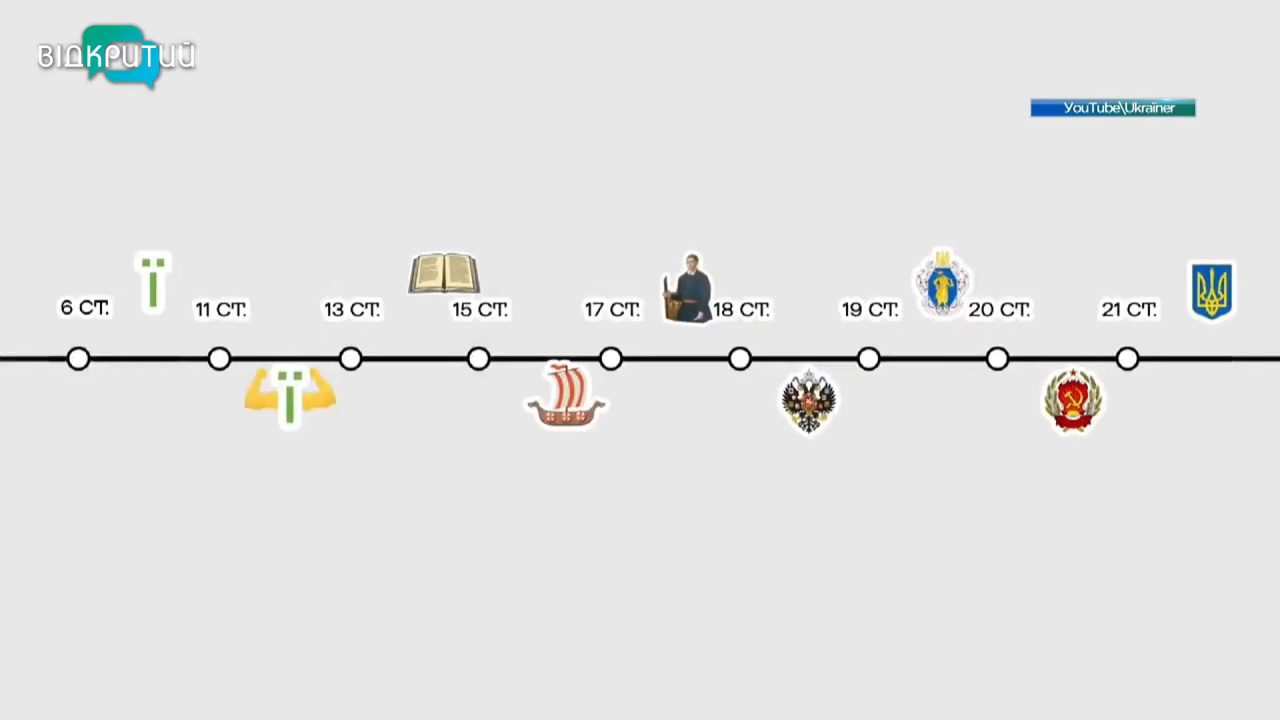 ВІДКРИТИЙ
YouTube\Ukraïner
ї
6 СТ. 11 СТ. 13 СТ. 15 СТ. 17 СТ. 18 СТ. 19 СТ. 20 СТ. 21 СТ.
ї